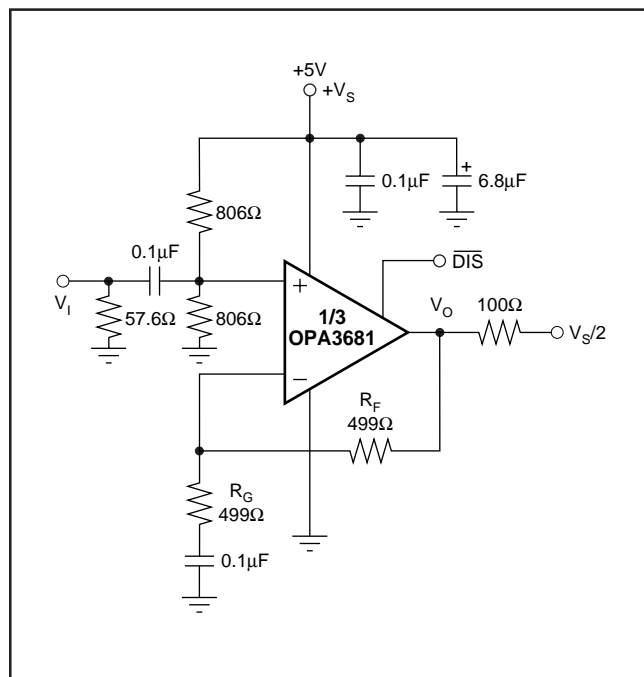 +5V
+V_S
0.1µF
+
6.8µF
806Ω
0.1µF
DIS
V_I
57.6Ω
806Ω
+
1/3
OPA3681
V_O
100Ω
V_S/2
−
R_F
499Ω
R_G
499Ω
0.1µF